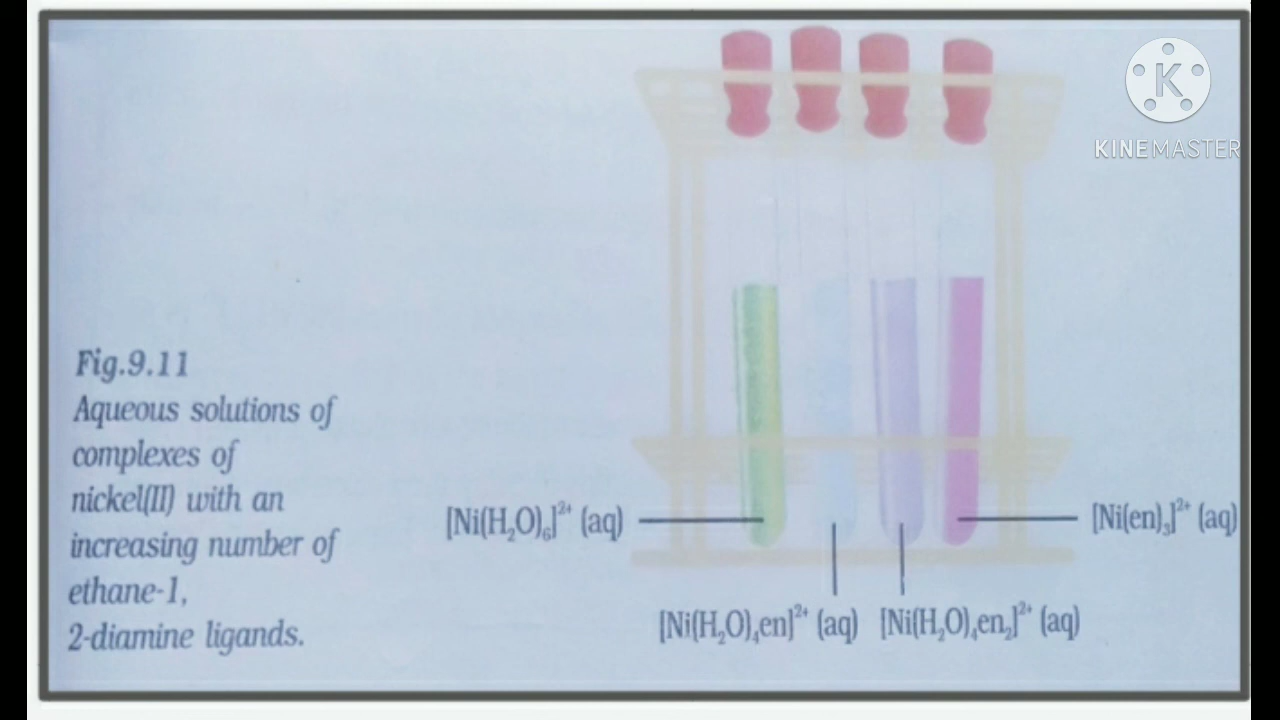 K
KINEMASTER
Fig.9.11
Aqueous solutions of
complexes of
nickel(II) with an
increasing number of
ethane-1,
2-diamine ligands.
[Ni(H₂O)₆]²⁺ (aq)
[Ni(en)₃]²⁺ (aq)
[Ni(H₂O)₄en]²⁺ (aq)
[Ni(H₂O)₄en₂]²⁺ (aq)